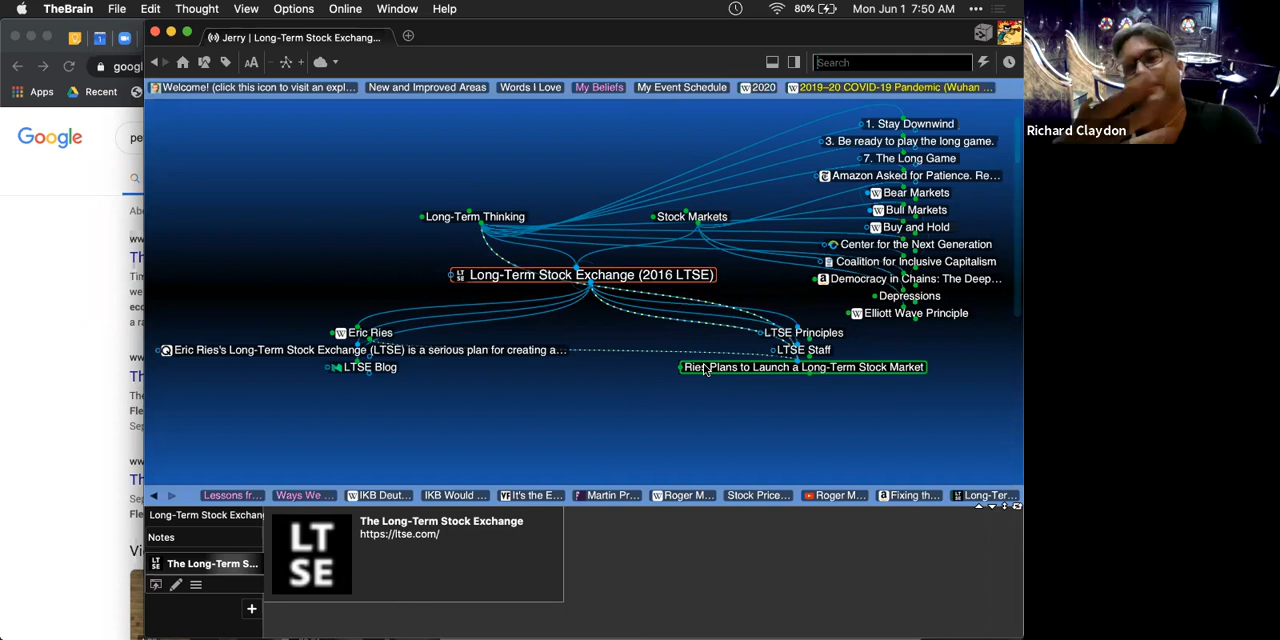 TheBrain File Edit Thought View Options Online Window Help 80% Mon Jun 1 7:50 AM
Jerry | Long-Term Stock Exchang...
googl
AA
Search
Apps Recent
Welcome! (click this icon to visit an expl... New and Improved Areas Words I Love My Beliefs My Event Schedule 2020 2019–20 COVID-19 Pandemic (Wuhan ...
Richard Claydon
Google
1. Stay Downwind
3. Be ready to play the long game.
7. The Long Game
Amazon Asked for Patience. Re...
Bear Markets
Bull Markets
Buy and Hold
Center for the Next Generation
Coalition for Inclusive Capitalism
Democracy in Chains: The Deep...
Depressions
Elliott Wave Principle
Long-Term Thinking
Stock Markets
LTSE Long-Term Stock Exchange (2016 LTSE)
Eric Ries
Eric Ries's Long-Term Stock Exchange (LTSE) is a serious plan for creating a...
LTSE Blog
LTSE Principles
LTSE Staff
Ries Plans to Launch a Long-Term Stock Market
Lessons fr... Ways We ... IKB Deut... IKB Would ... It's the E... Martin Pr... Roger M... Stock Price... Roger M... Fixing th... Long-Ter...
Long-Term Stock Exchang
Notes
The Long-Term S...
LT
SE
The Long-Term Stock Exchange
https://ltse.com/